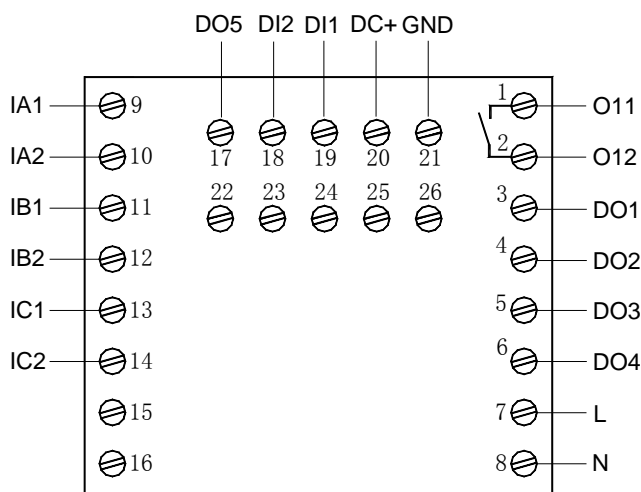 DO5 DI2 DI1 DC+ GND
IA1 9 1 O11
17 18 19 20 21
IA2 10 2 O12
22 23 24 25 26
IB1 11 3 DO1
IB2 12 4 DO2
IC1 13 5 DO3
IC2 14 6 DO4
15 7 L
16 8 N